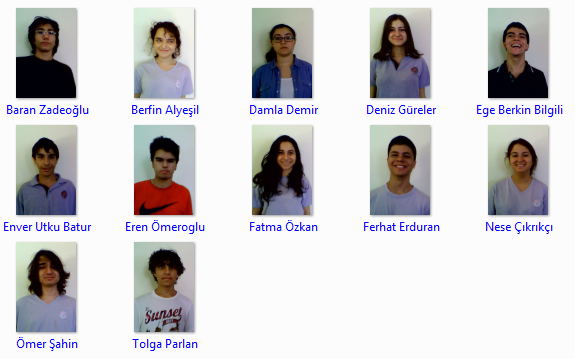 Baran Zadeoğlu
Berfin Alyeşil
Damla Demir
Deniz Güreler
Ege Berkin Bilgili
Enver Utku Batur
Eren Ömeroglu
Fatma Özkan
Ferhat Erduran
Nese Çıkrıkçı
Ömer Şahin
Sunset
Tolga Parlan